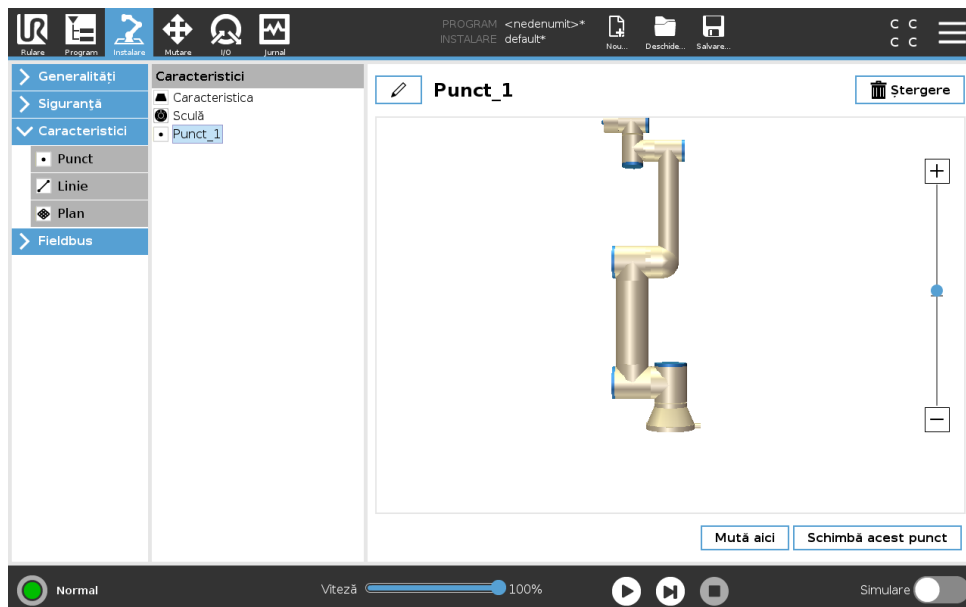 PROGRAM <nedenumit>*
INSTALARE default*
Rulare Program Instalare Mutare I/O Jurnal Nou... Deschide... Salvare...
C C
C C
Generalități
Siguranță
Caracteristici
Punct
Linie
Plan
Fieldbus
Caracteristici
Caracteristica
Sculă
Punct_1
Punct_1
Ștergere
Mută aici
Schimbă acest punct
Normal
Viteză 100%
Simulare